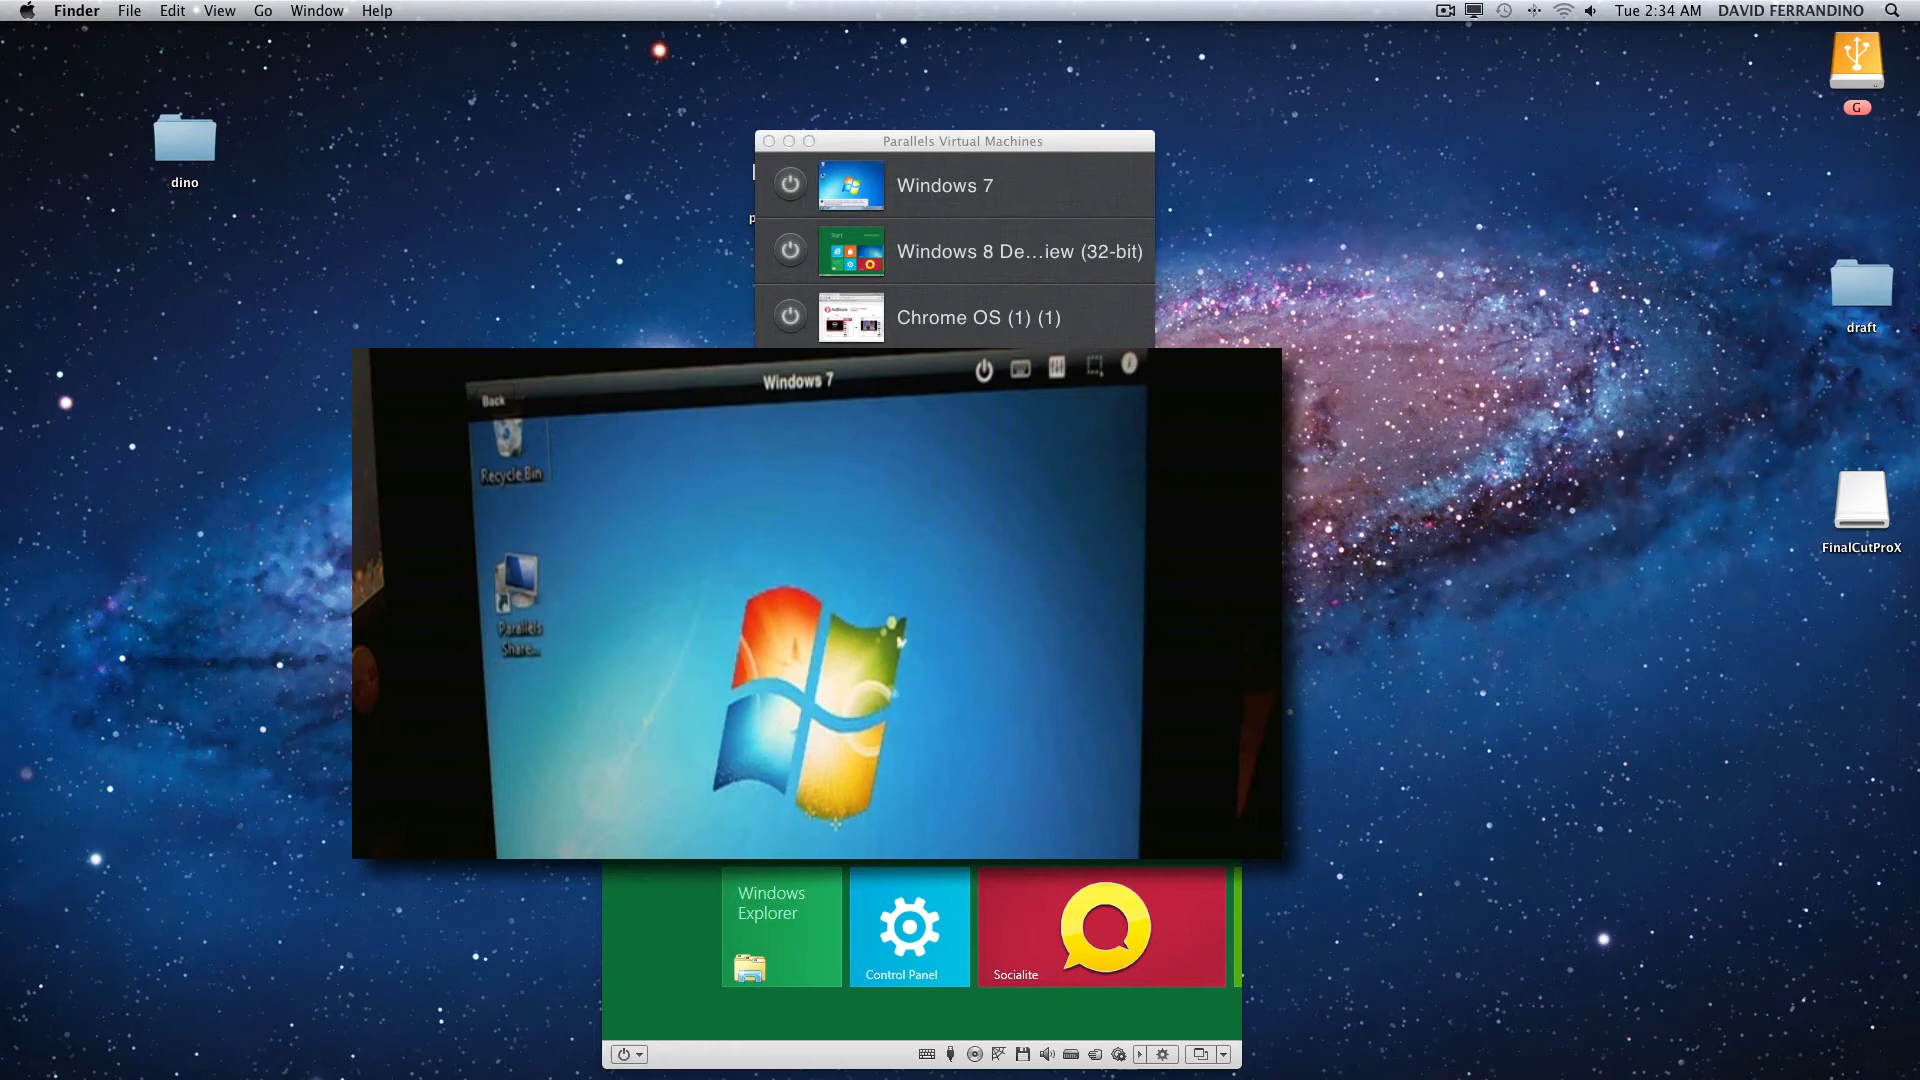 Finder File Edit View Go Window Help
Tue 2:34 AM DAVID FERRANDINO
G
dino
Parallels Virtual Machines
Windows 7
Windows 8 De...iew (32-bit)
Chrome OS (1) (1)
draft
FinalCutProX
Back
Windows 7
Recycle Bin
Parallels
Share...
Windows
Explorer
Control Panel
Socialite